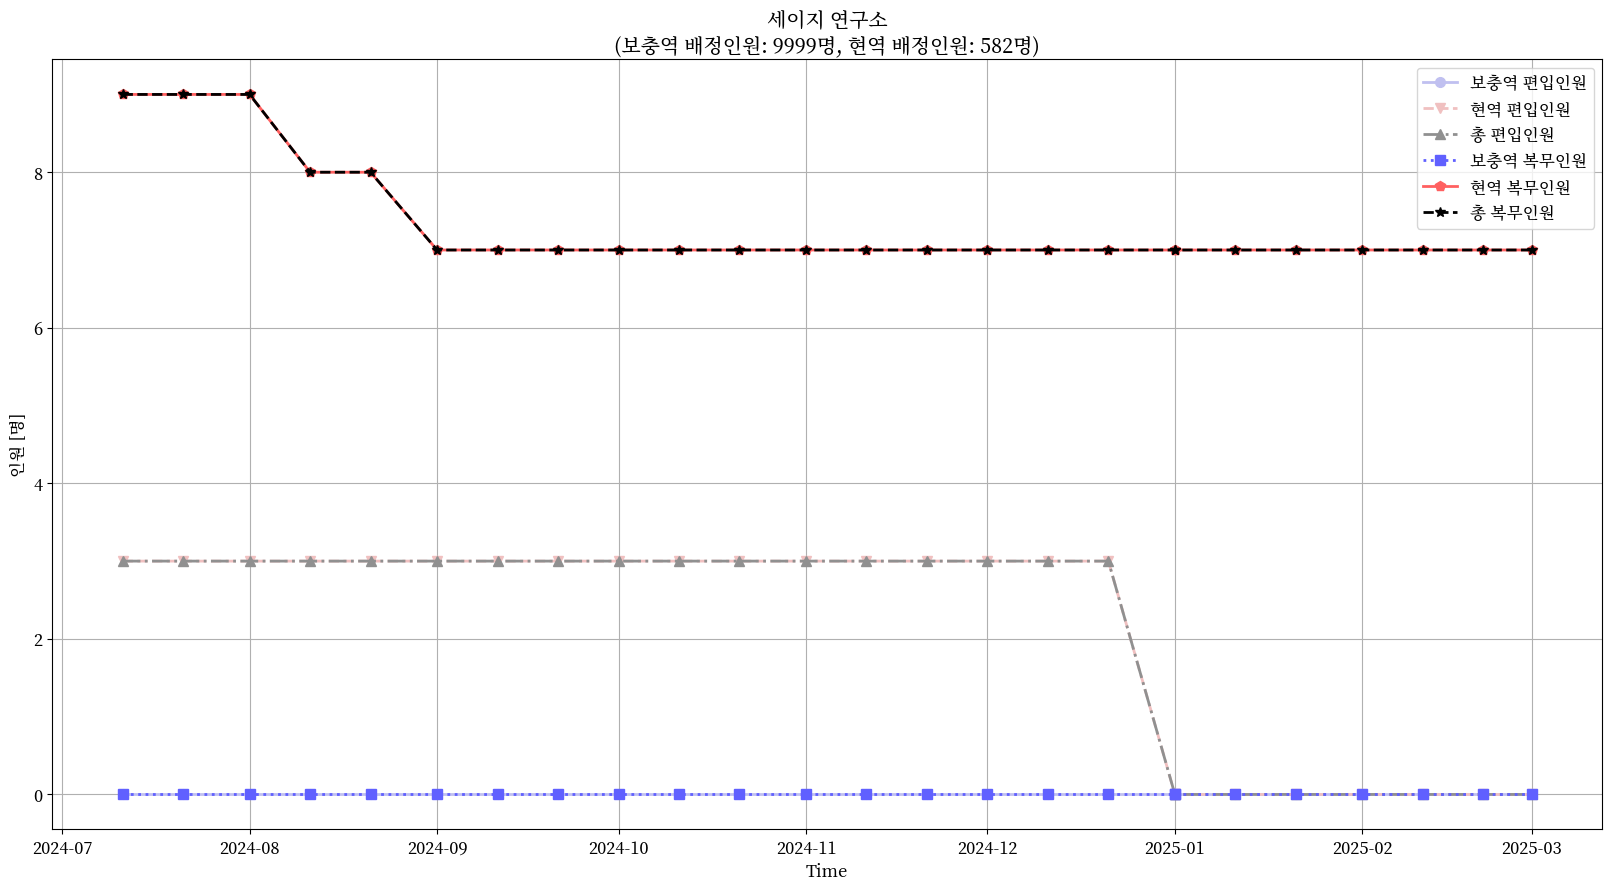 세이지 연구소
(보충역 배정인원: 9999명, 현역 배정인원: 582명)
보충역 편입인원
현역 편입인원
총 편입인원
보충역 복무인원
현역 복무인원
총 복무인원
인원 [명]
8
6
4
2
0
2024-07 2024-08 2024-09 2024-10 2024-11 2024-12 2025-01 2025-02 2025-03
Time